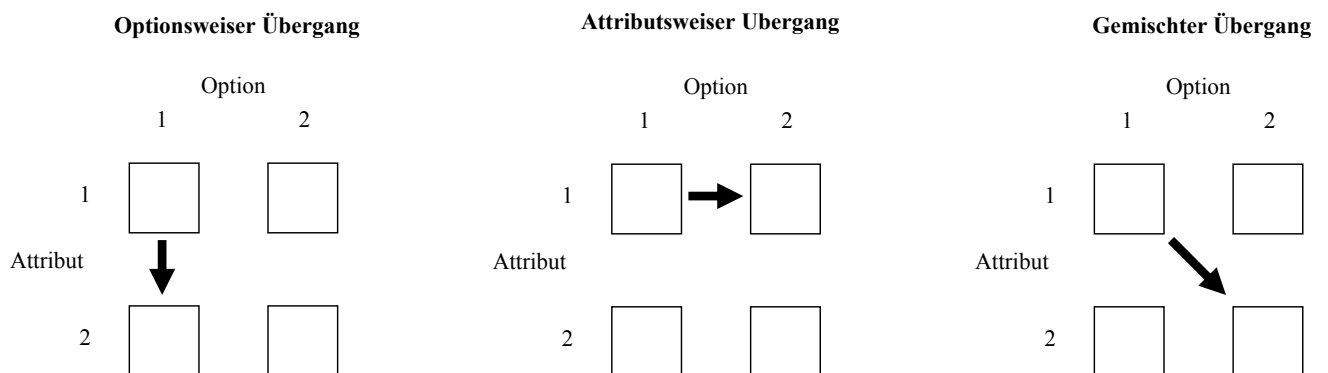 Optionsweiser Übergang
Option
1 2
1
Attribut
2
Attributsweiser Ubergang
Option
1 2
1
Attribut
2
Gemischter Übergang
Option
1 2
1
Attribut
2